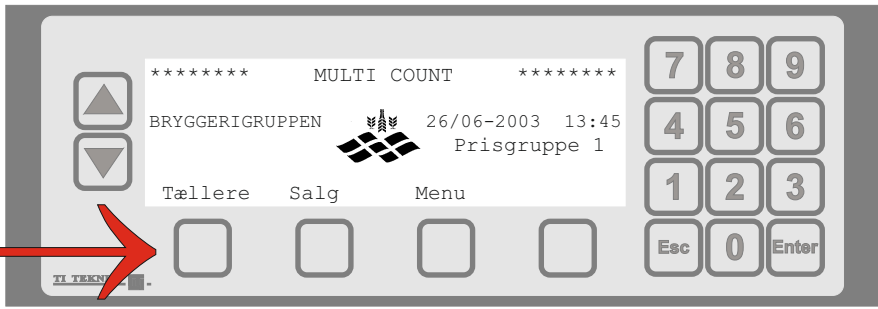 ******** MULTI COUNT ********
BRYGGERIGRUPPEN 26/06-2003 13:45
Prisgruppe 1
Tællere Salg Menu
7 8 9
4 5 6
1 2 3
Esc 0 Enter
TI